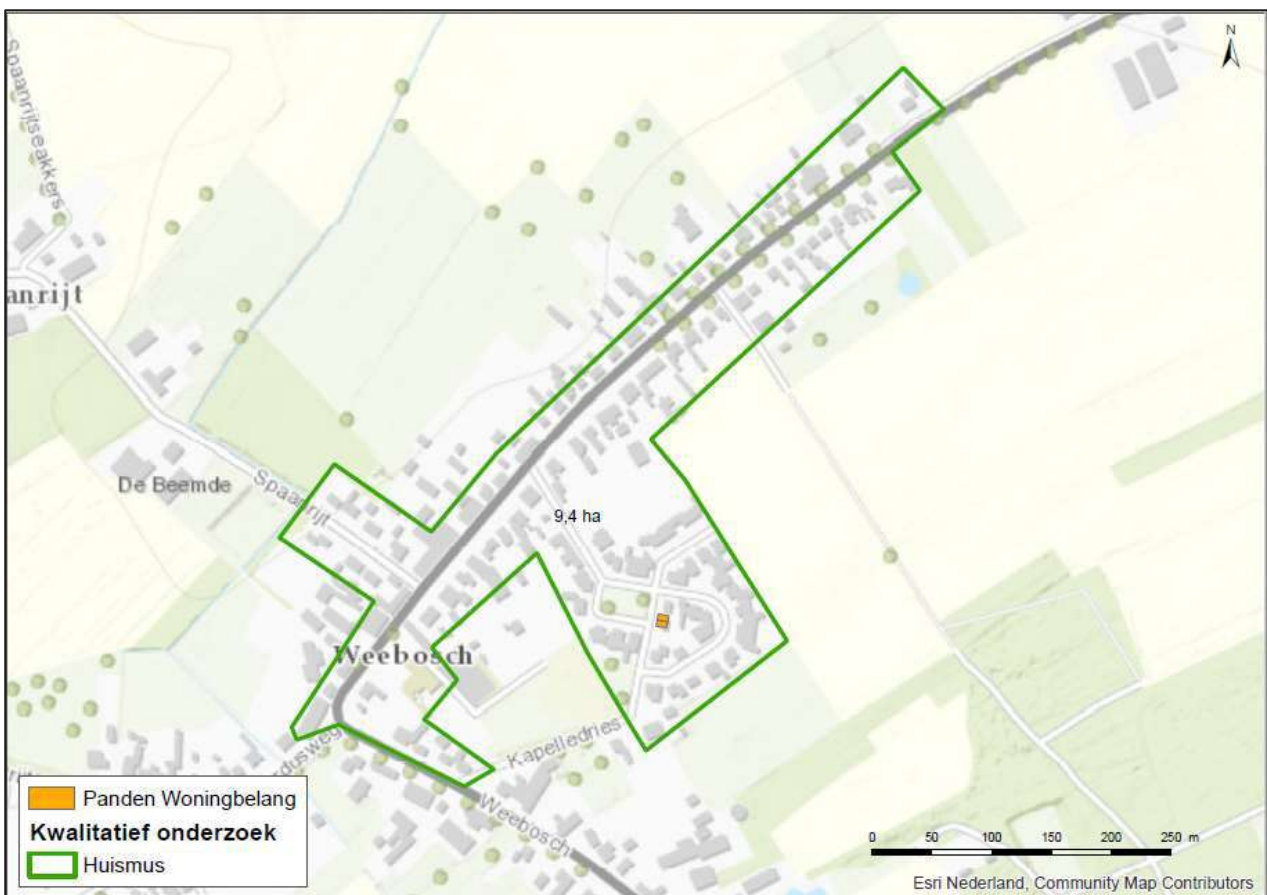 Spaanrijtseakkers
N
anrijt
De Beemde
Spaanrijt
9,4 ha
Weebosch
Kapelledries
rdusweg
Weebosch
Panden Woningbelang
Kwalitatief onderzoek
Huismus
0 50 100 150 200 250 m
Esri Nederland, Community Map Contributors